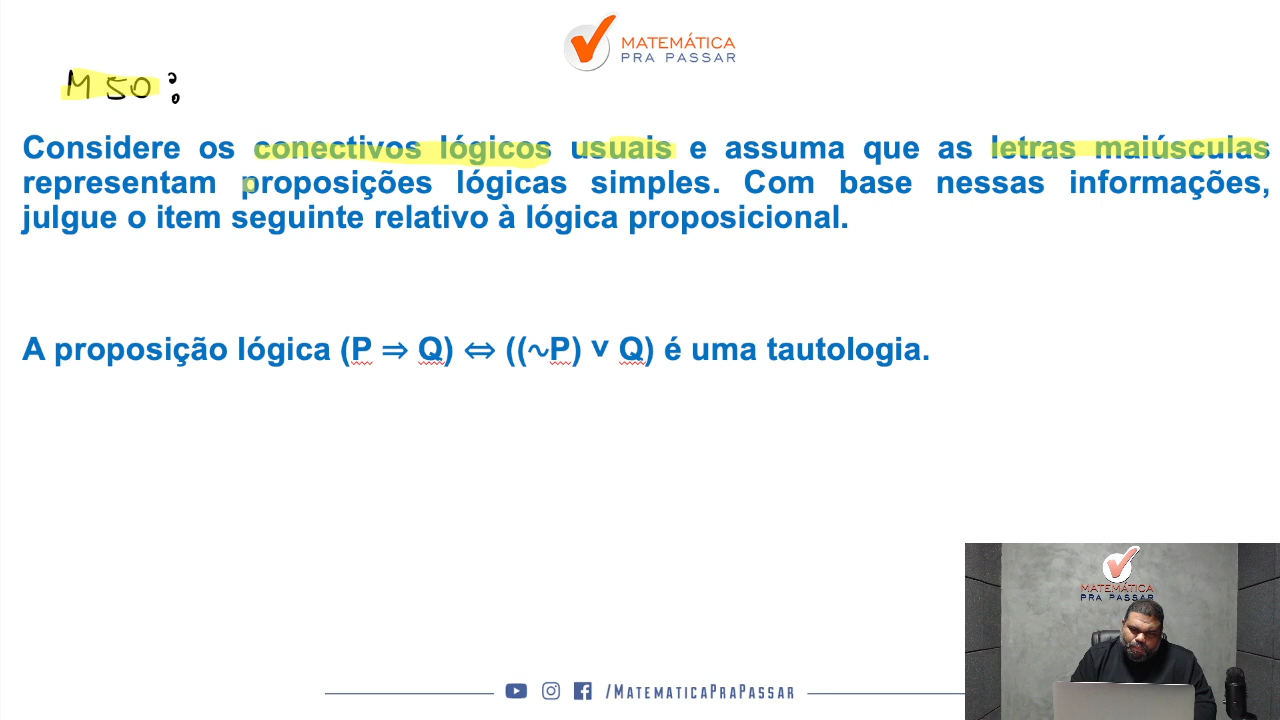 MATEMÁTICA
PRA PASSAR
M50:
Considere os conectivos lógicos usuais e assuma que as letras maiúsculas
representam proposições lógicas simples. Com base nessas informações,
julgue o item seguinte relativo à lógica proposicional.
A proposição lógica (P ⇒ Q) ⇔ ((~P) ˅ Q) é uma tautologia.
MATEMÁTICA
PRA PASSAR
/MATEMATICAPRAPASSAR